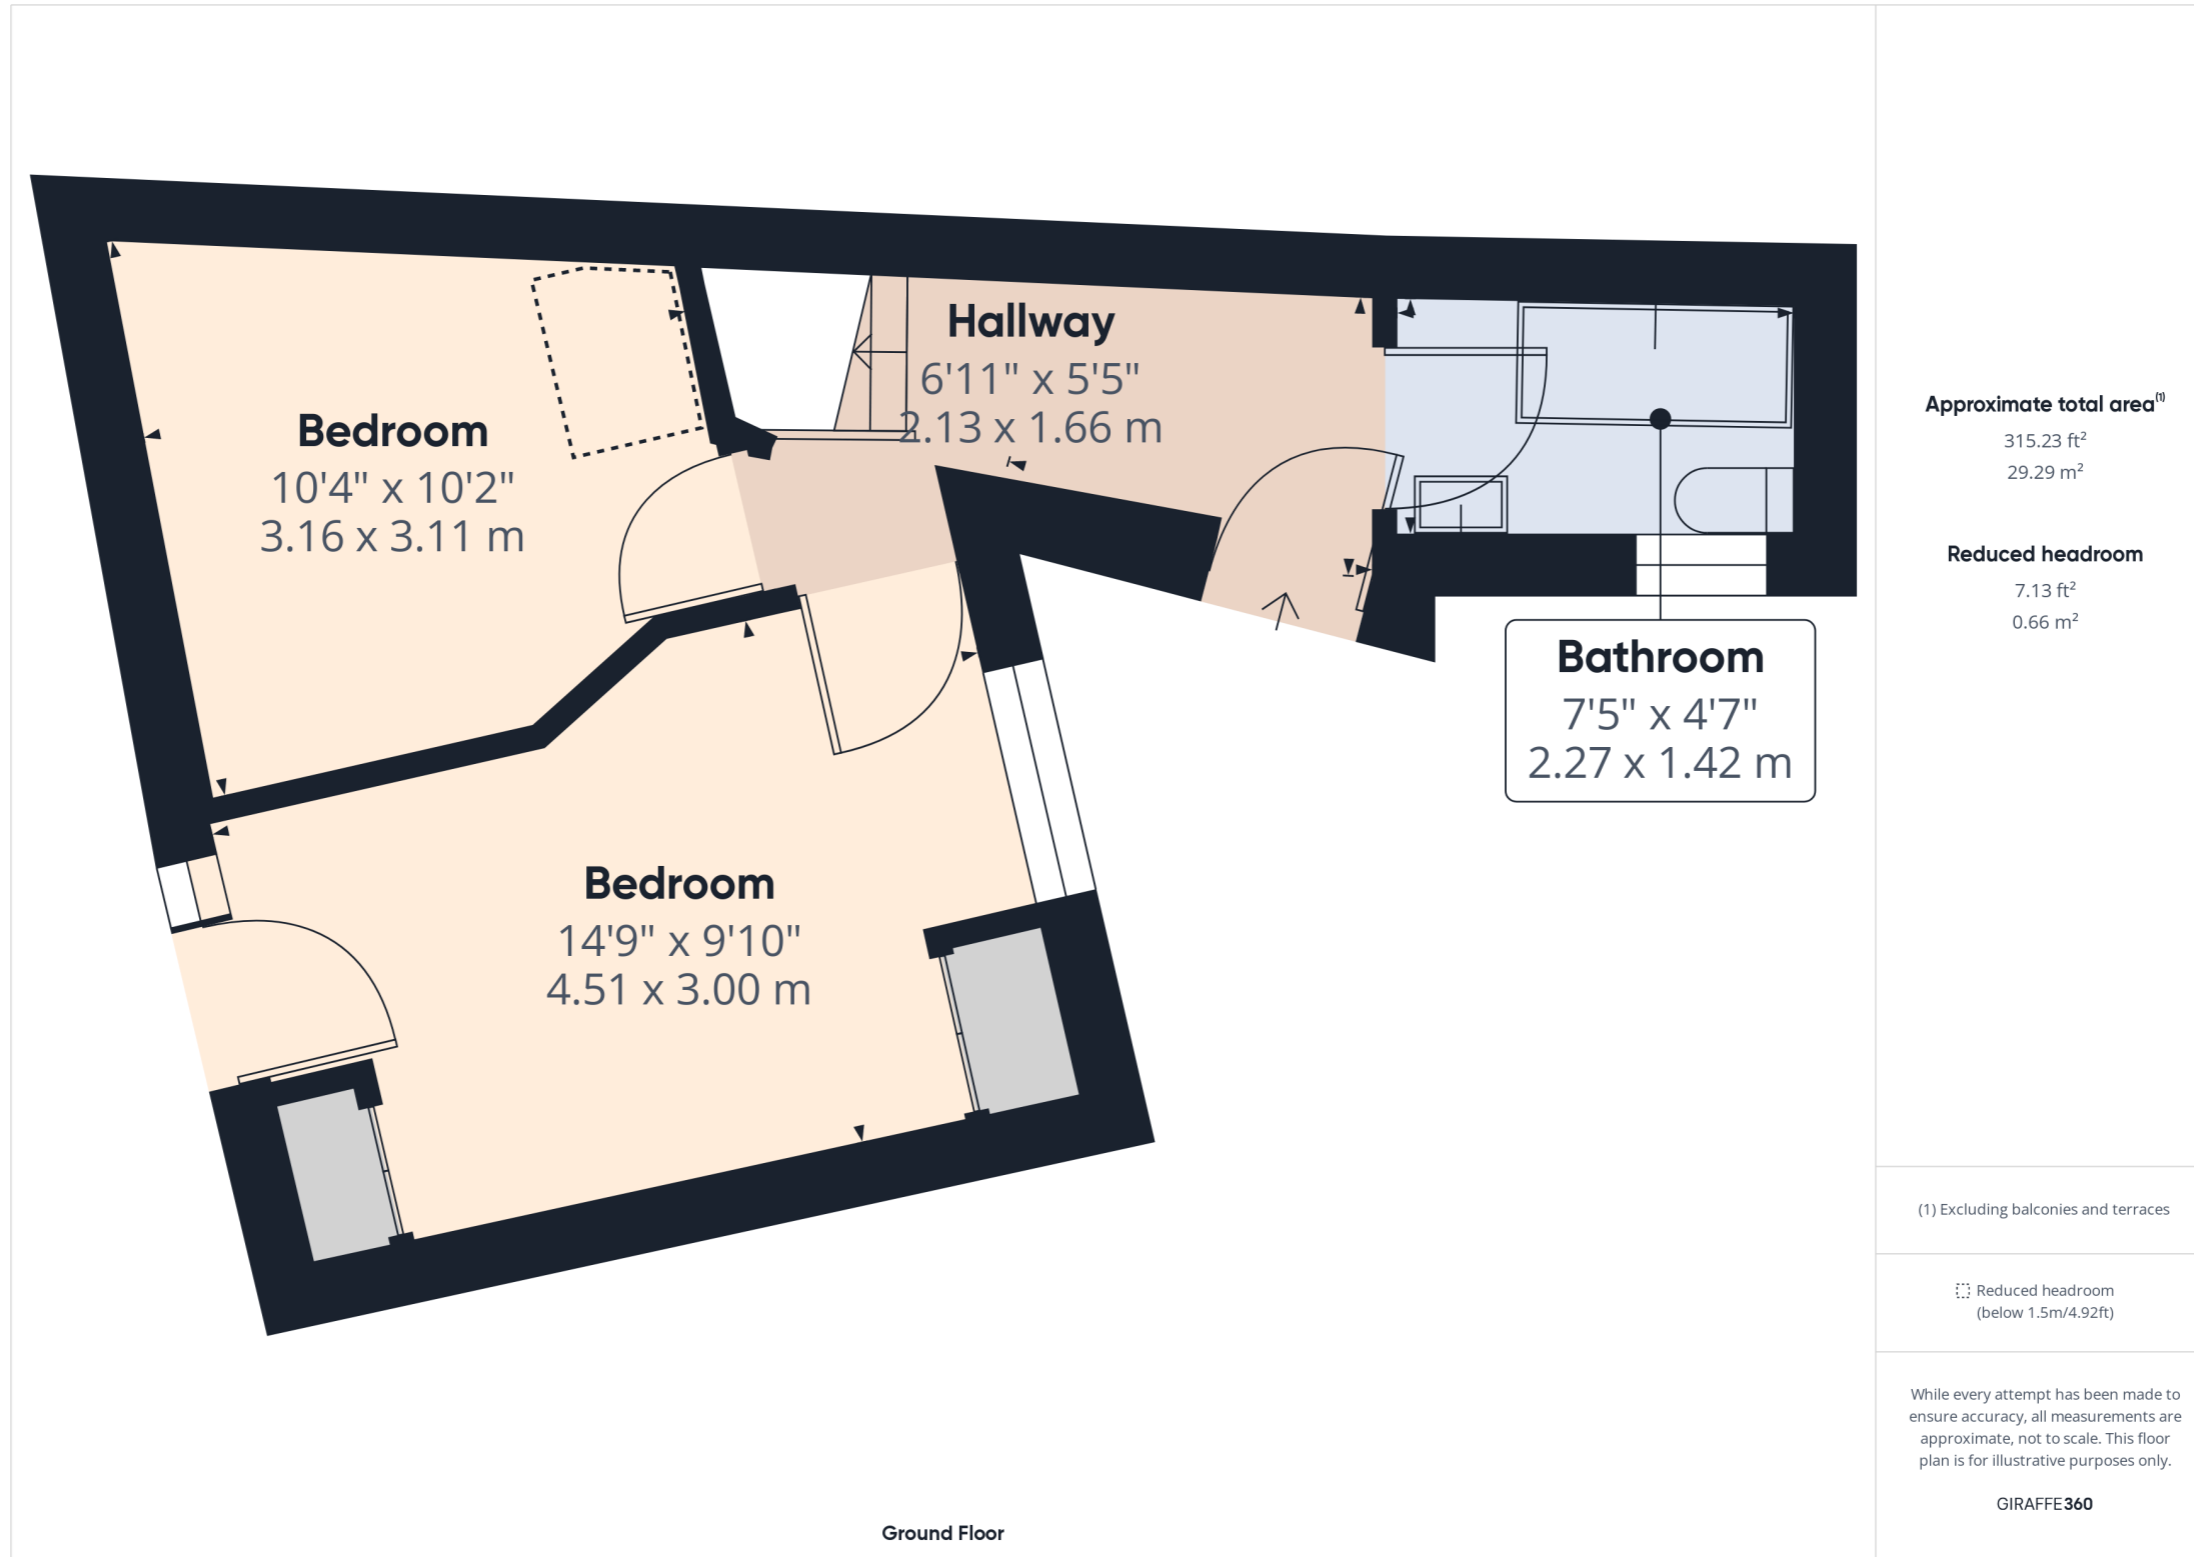 Hallway
6'11" x 5'5"
2.13 x 1.66 m
Bedroom
10'4" x 10'2"
3.16 x 3.11 m
Bathroom
7'5" x 4'7"
2.27 x 1.42 m
Bedroom
14'9" x 9'10"
4.51 x 3.00 m
Ground Floor
Approximate total area(1)
315.23 ft²
29.29 m²
Reduced headroom
7.13 ft²
0.66 m²
(1) Excluding balconies and terraces
Reduced headroom
(below 1.5m/4.92ft)
While every attempt has been made to
ensure accuracy, all measurements are
approximate, not to scale. This floor
plan is for illustrative purposes only.
GIRAFFE360